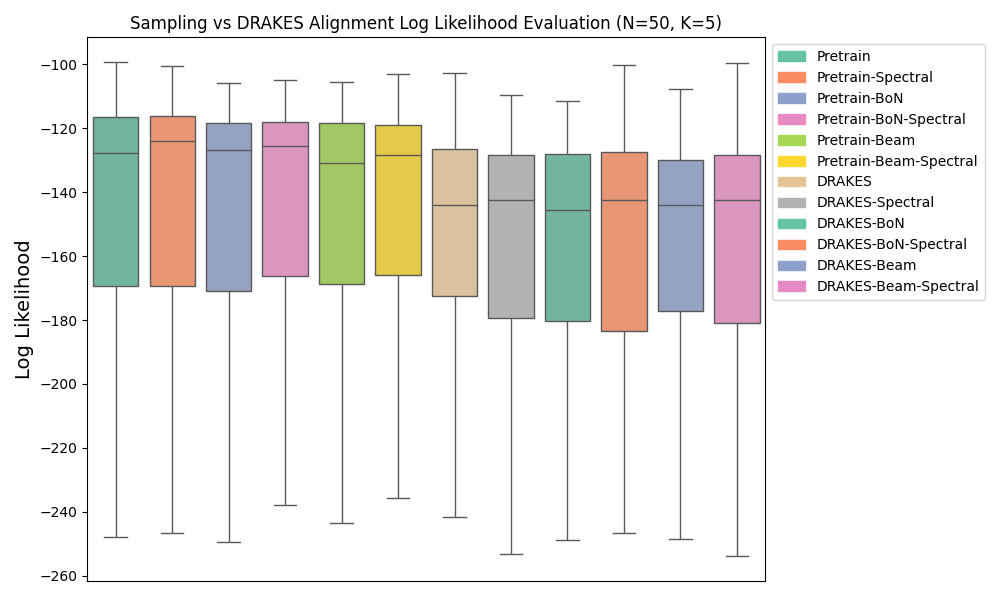 Sampling vs DRAKES Alignment Log Likelihood Evaluation (N=50, K=5)
Log Likelihood
−100
−120
−140
−160
−180
−200
−220
−240
−260
Pretrain
Pretrain-Spectral
Pretrain-BoN
Pretrain-BoN-Spectral
Pretrain-Beam
Pretrain-Beam-Spectral
DRAKES
DRAKES-Spectral
DRAKES-BoN
DRAKES-BoN-Spectral
DRAKES-Beam
DRAKES-Beam-Spectral